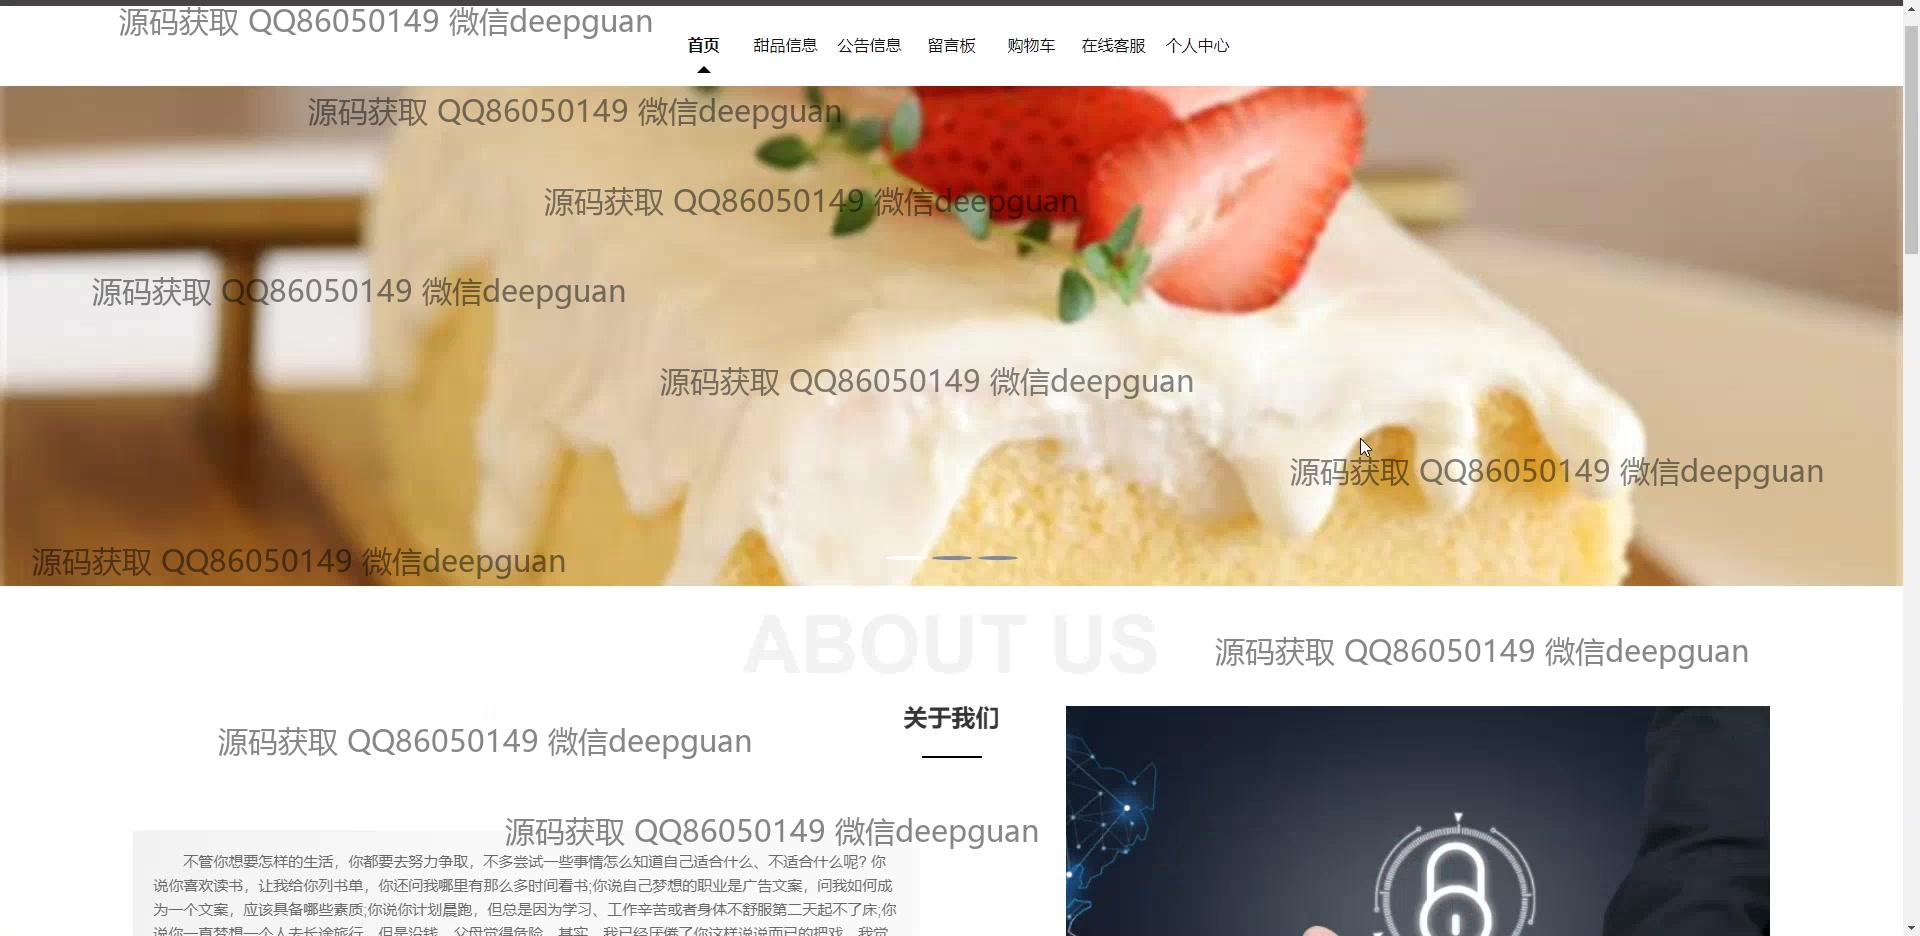 源码获取 QQ86050149 微信deepguan
首页 甜品信息 公告信息 留言板 购物车 在线客服 个人中心
源码获取 QQ86050149 微信deepguan
源码获取 QQ86050149 微信deepguan
源码获取 QQ86050149 微信deepguan
源码获取 QQ86050149 微信deepguan
源码获取 QQ86050149 微信deepguan
源码获取 QQ86050149 微信deepguan
ABOUT US
源码获取 QQ86050149 微信deepguan
关于我们
源码获取 QQ86050149 微信deepguan
源码获取 QQ86050149 微信deepguan
不管你想要怎样的生活，你都要去努力争取，不多尝试一些事情怎么知道自己适合什么、不适合什么呢? 你
说你喜欢读书，让我给你列书单，你还问我哪里有那么多时间看书;你说自己梦想的职业是广告文案，问我如何成
为一个文案，应该具备哪些素质;你说你计划晨跑，但总是因为学习、工作辛苦或者身体不舒服第二天起不了床;你
说你一直梦想一个人去长途旅行，但是没钱，父母觉得危险。其实，我已经厌倦了你这样说说而已的把戏，我觉